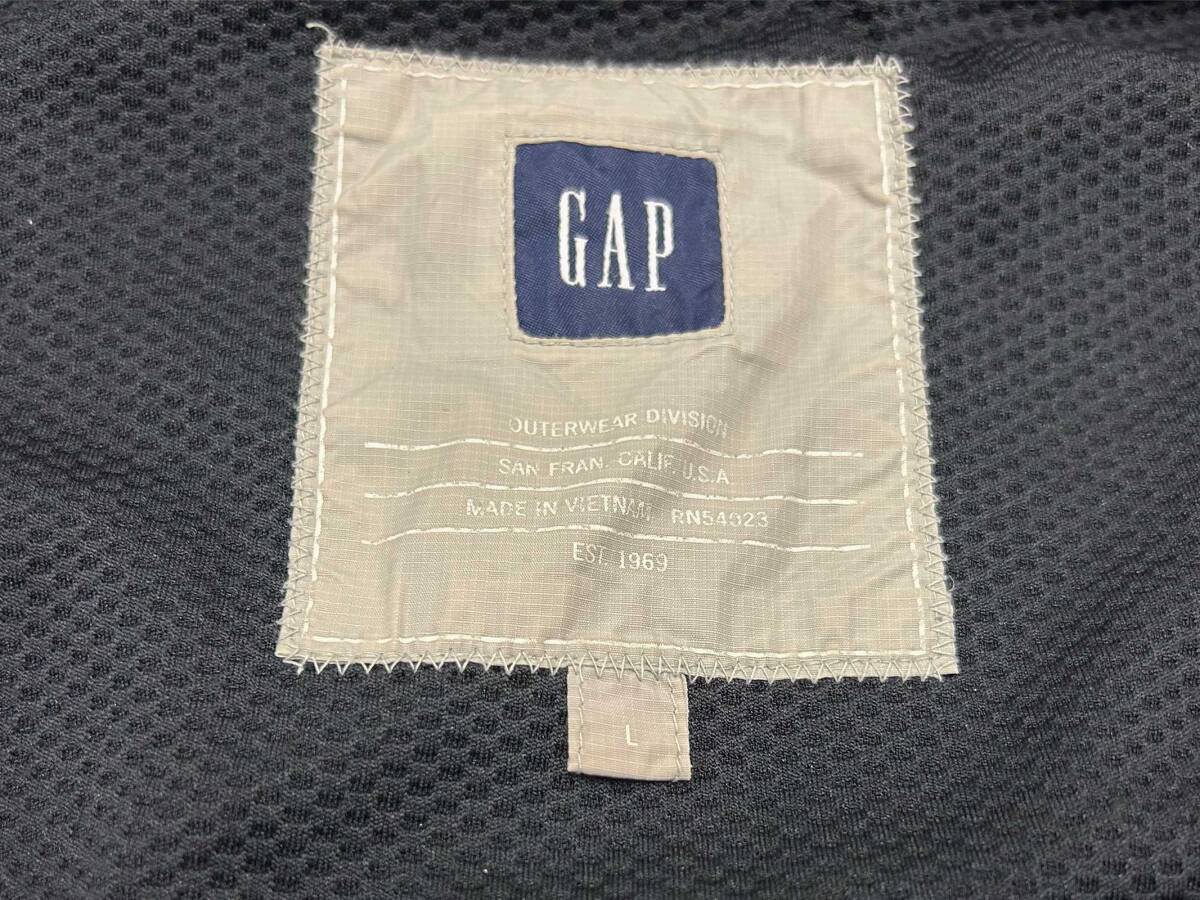 GAP
OUTERWEAR DIVISION
SAN FRAN. CALIF. U.S.A
MADE IN VIETNAM RN54023
EST. 1969
L